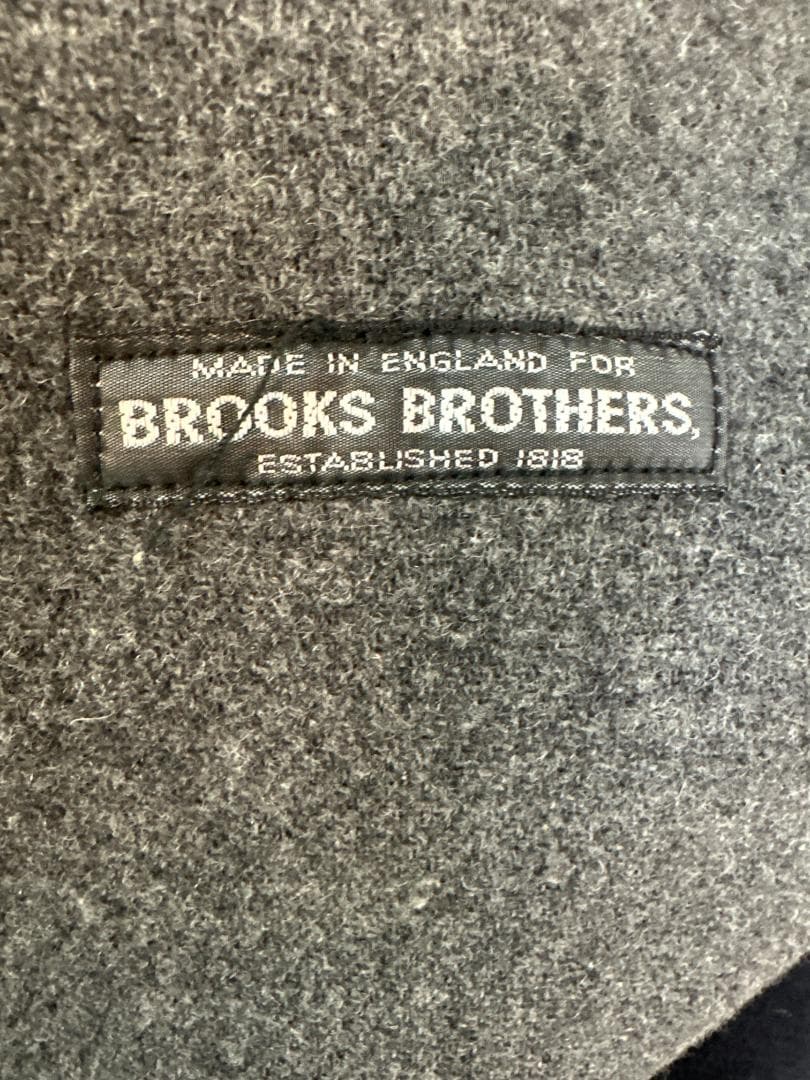 MADE IN ENGLAND FOR
BROOKS BROTHERS,
ESTABLISHED 1818